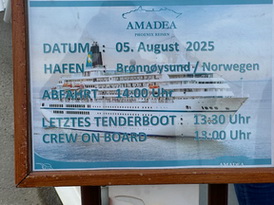 AMADEA
PHOENIX REISEN
DATUM : 05. August 2025
HAFEN : Brønnøysund / Norwegen
ABFAHRT : 14:00 Uhr
LETZTES TENDERBOOT : 13:30 Uhr
CREW ON BOARD : 13:00 Uhr
AMADEA